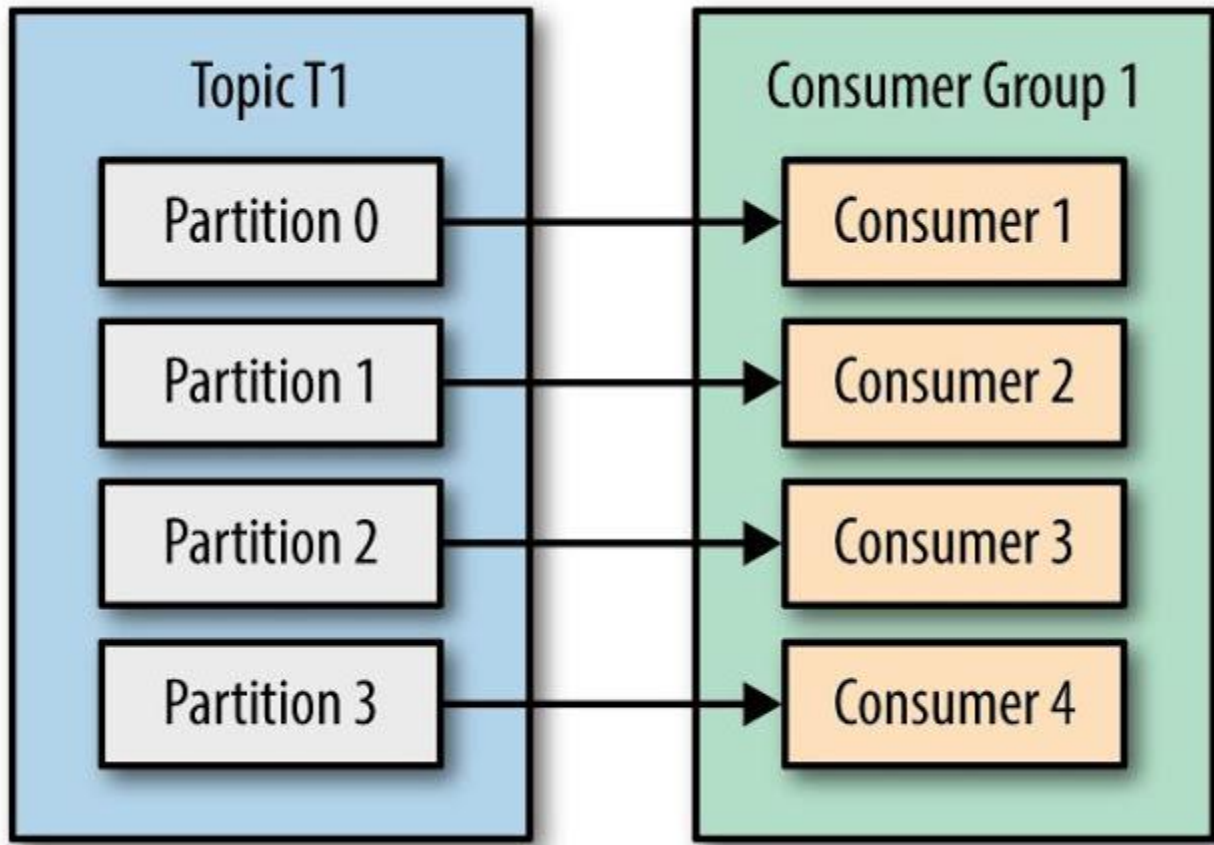 Topic T1
Partition 0
Partition 1
Partition 2
Partition 3
Consumer Group 1
Consumer 1
Consumer 2
Consumer 3
Consumer 4